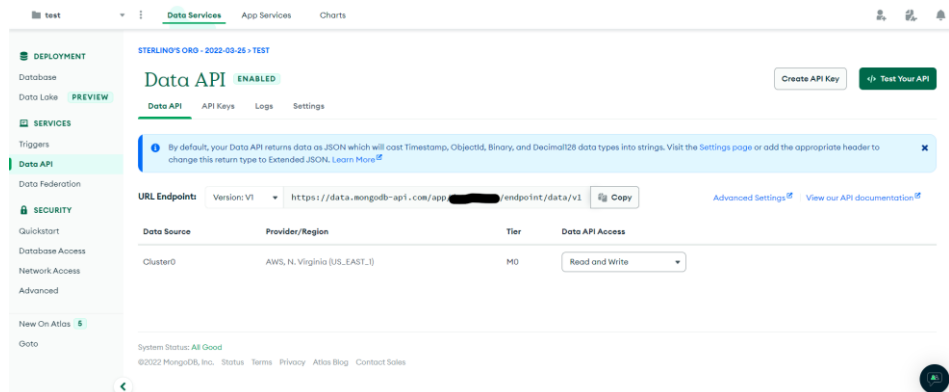 test
Data Services App Services Charts
DEPLOYMENT
Database
Data Lake PREVIEW
SERVICES
Triggers
Data API
Data Federation
SECURITY
Quickstart
Database Access
Network Access
Advanced
New On Atlas 5
Goto
STERLING'S ORG - 2022-03-25 > TEST
Data API ENABLED
Create API Key
</> Test Your API
Data API API Keys Logs Settings
By default, your Data API returns data as JSON which will cast Timestamp, ObjectId, Binary, and Decimal128 data types into strings. Visit the Settings page or add the appropriate header to
change this return type to Extended JSON. Learn More
URL Endpoint: Version: V1 https://data.mongodb-api.com/app/ /endpoint/data/v1 Copy Advanced Settings View our API documentation
Data Source Provider/Region Tier Data API Access
Cluster0 AWS, N. Virginia (US_EAST_1) M0 Read and Write
System Status: All Good
©2022 MongoDB, Inc. Status Terms Privacy Atlas Blog Contact Sales